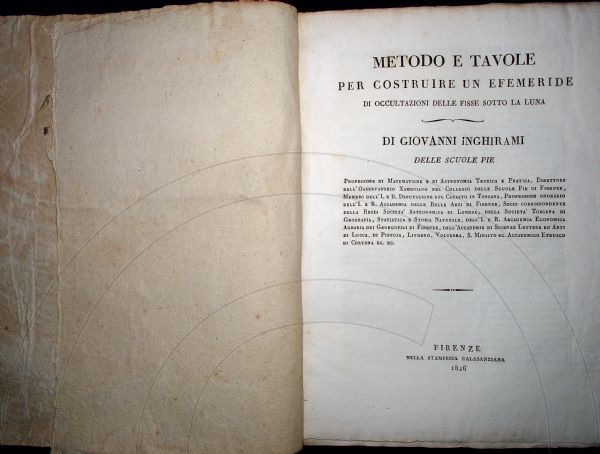 METODO E TAVOLE
PER COSTRUIRE UN EFEMERIDE
DI OCCULTAZIONI DELLE FISSE SOTTO LA LUNA
DI GIOVANNI INGHIRAMI
DELLE SCUOLE PIE
Professore di Matematiche e di Astronomia Teorica e Pratica, Direttore
dell'Osservatorio Ximeniano nel Collegio delle Scuole Pie di Firenze,
Membro dell'I. e R. Deputazione sul Catasto in Toscana, Professore onorario
dell'I. e R. Accademia delle Belle Arti di Firenze, Socio corrispondente
della Regia Societa' Astronomica di Londra, della Societa' Toscana di
Geografia, Statistica e Storia Naturale, dell'I. e R. Accademia Economica
Agraria dei Georgofili di Firenze, dell'Accademie di Scienze Lettere ed Arti
di Lucca, di Pistoja, Livorno, Volterra, S. Miniato ec. Accademico Etrusco
di Cortona ec. ec.
FIRENZE
NELLA STAMPERIA CALASANZIANA
1826